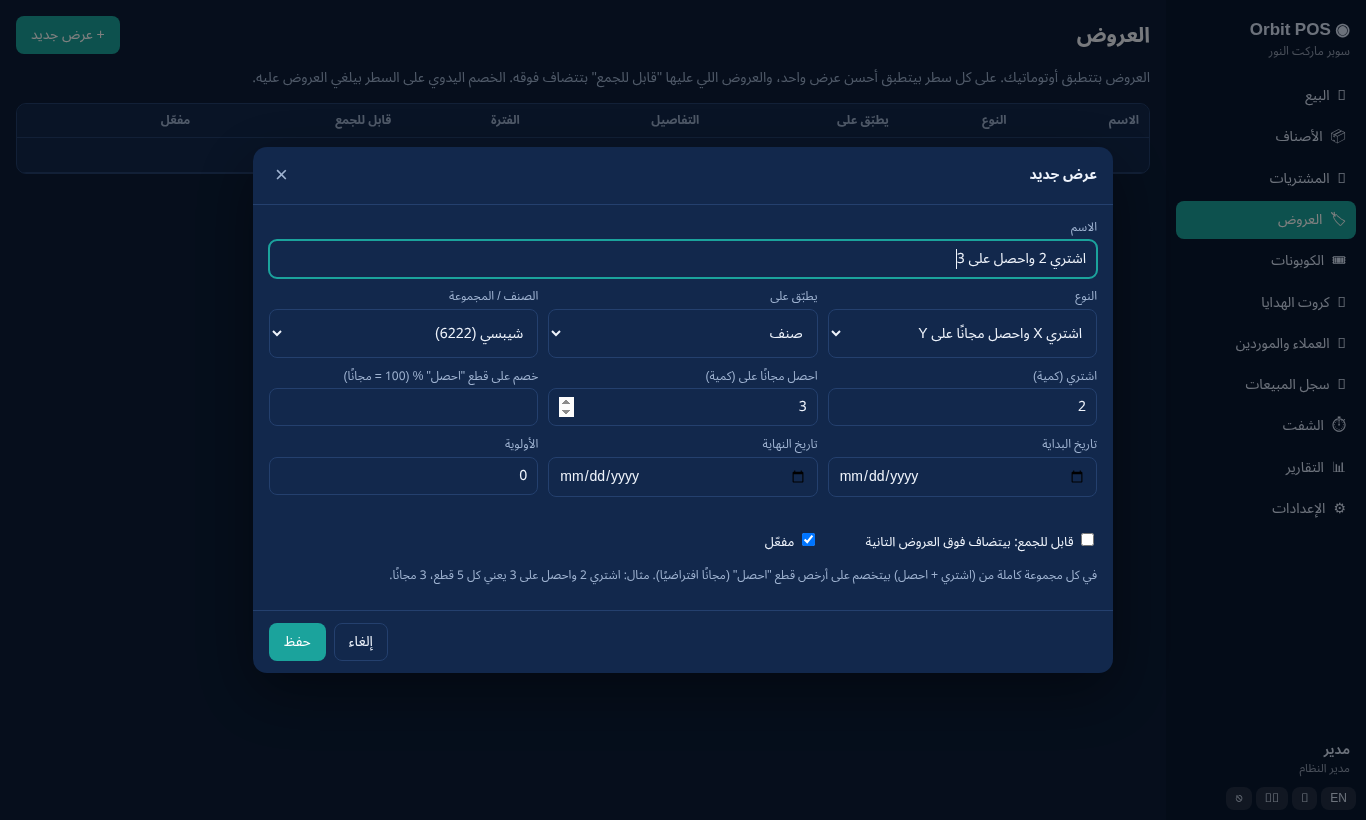 Orbit POS
سوبر ماركت النور
البيع
الأصناف
المشتريات
العروض
الكوبونات
كروت الهدايا
العملاء والموردين
سجل المبيعات
الشفت
التقارير
الإعدادات
مدير
مدير النظام
EN
العروض
+ عرض جديد
العروض بتتطبق أوتوماتيك. على كل سطر بيتطبق أحسن عرض واحد، والعروض اللي عليها "قابل للجمع" بتتضاف فوقه. الخصم اليدوي على السطر بيلغي العروض عليه.
الاسم النوع يطبّق على التفاصيل الفترة قابل للجمع مفعّل
عرض جديد ×
الاسم
اشتري 2 واحصل على 3
النوع يطبّق على الصنف / المجموعة
اشتري X واحصل مجانًا على Y صنف شيبسي (6222)
اشتري (كمية) احصل مجانًا على (كمية) خصم على قطع "احصل" % (100 = مجانًا)
2 3
تاريخ البداية تاريخ النهاية الأولوية
mm/dd/yyyy mm/dd/yyyy 0
قابل للجمع: بيتضاف فوق العروض التانية مفعّل
في كل مجموعة كاملة من (اشتري + احصل) بيتخصم على أرخص قطع "احصل" (مجانًا افتراضيًا). مثال: اشتري 2 واحصل على 3 يعني كل 5 قطع، 3 مجانًا.
إلغاء حفظ